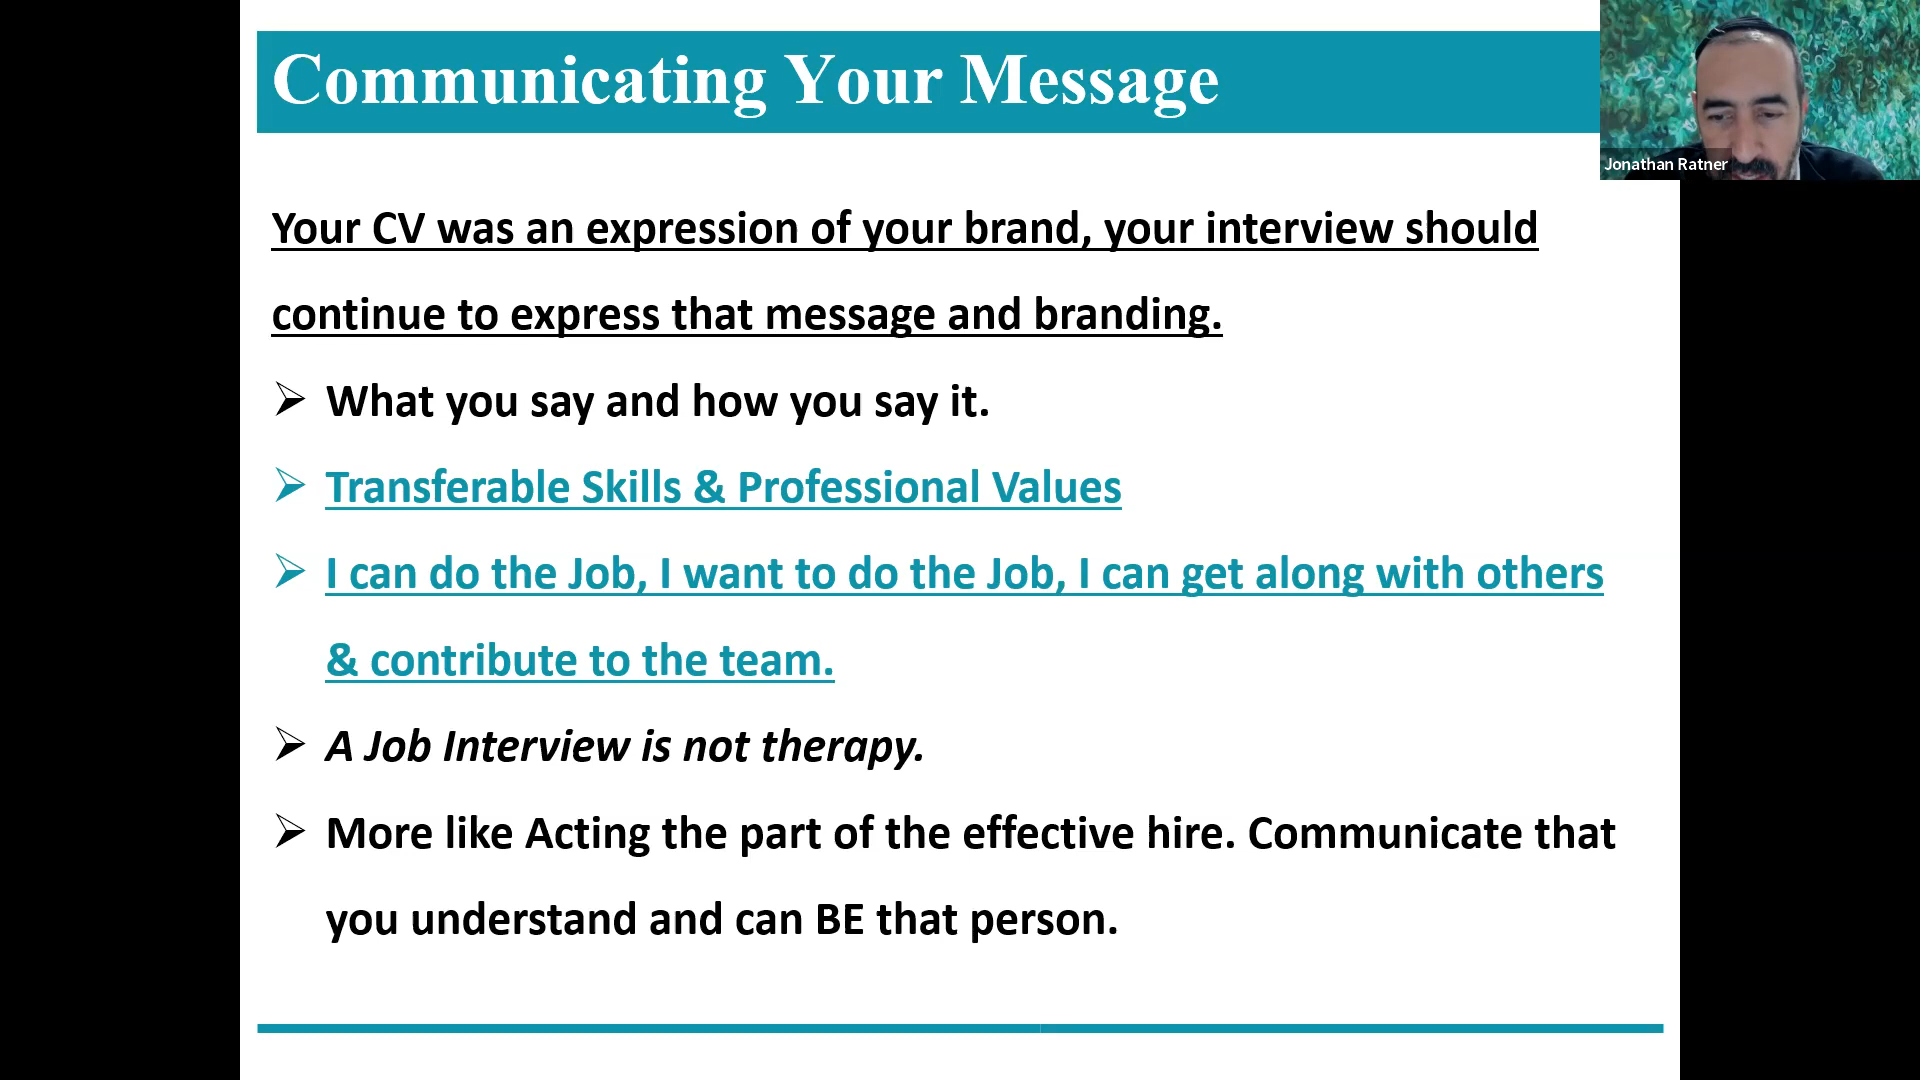 Communicating Your Message
Jonathan Ratner
Your CV was an expression of your brand, your interview should
continue to express that message and branding.
➢ What you say and how you say it.
➢ Transferable Skills & Professional Values
➢ I can do the Job, I want to do the Job, I can get along with others
& contribute to the team.
➢ A Job Interview is not therapy.
➢ More like Acting the part of the effective hire. Communicate that
you understand and can BE that person.